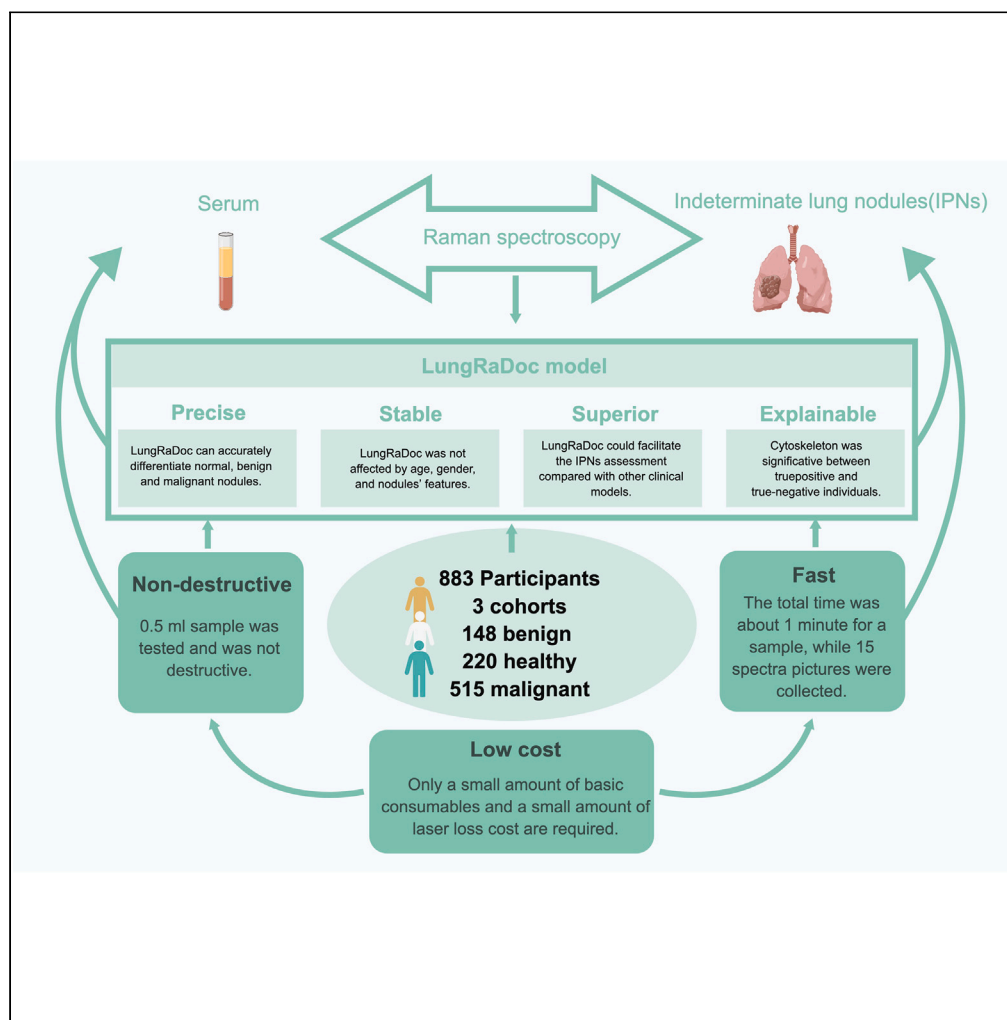 Serum
Raman spectroscopy
Indeterminate lung nodules(IPNs)
LungRaDoc model
Precise
LungRaDoc can accurately
differentiate normal, benign
and malignant nodules.
Stable
LungRaDoc was not
affected by age, gender,
and nodules' features.
Superior
LungRaDoc could facilitate
the IPNs assessment
compared with other clinical
models.
Explainable
Cytoskeleton was
significative between
truepositive and
true-negative individuals.
Non-destructive
0.5 ml sample was
tested and was not
destructive.
883 Participants
3 cohorts
148 benign
220 healthy
515 malignant
Fast
The total time was
about 1 minute for a
sample, while 15
spectra pictures were
collected.
Low cost
Only a small amount of basic
consumables and a small amount of
laser loss cost are required.